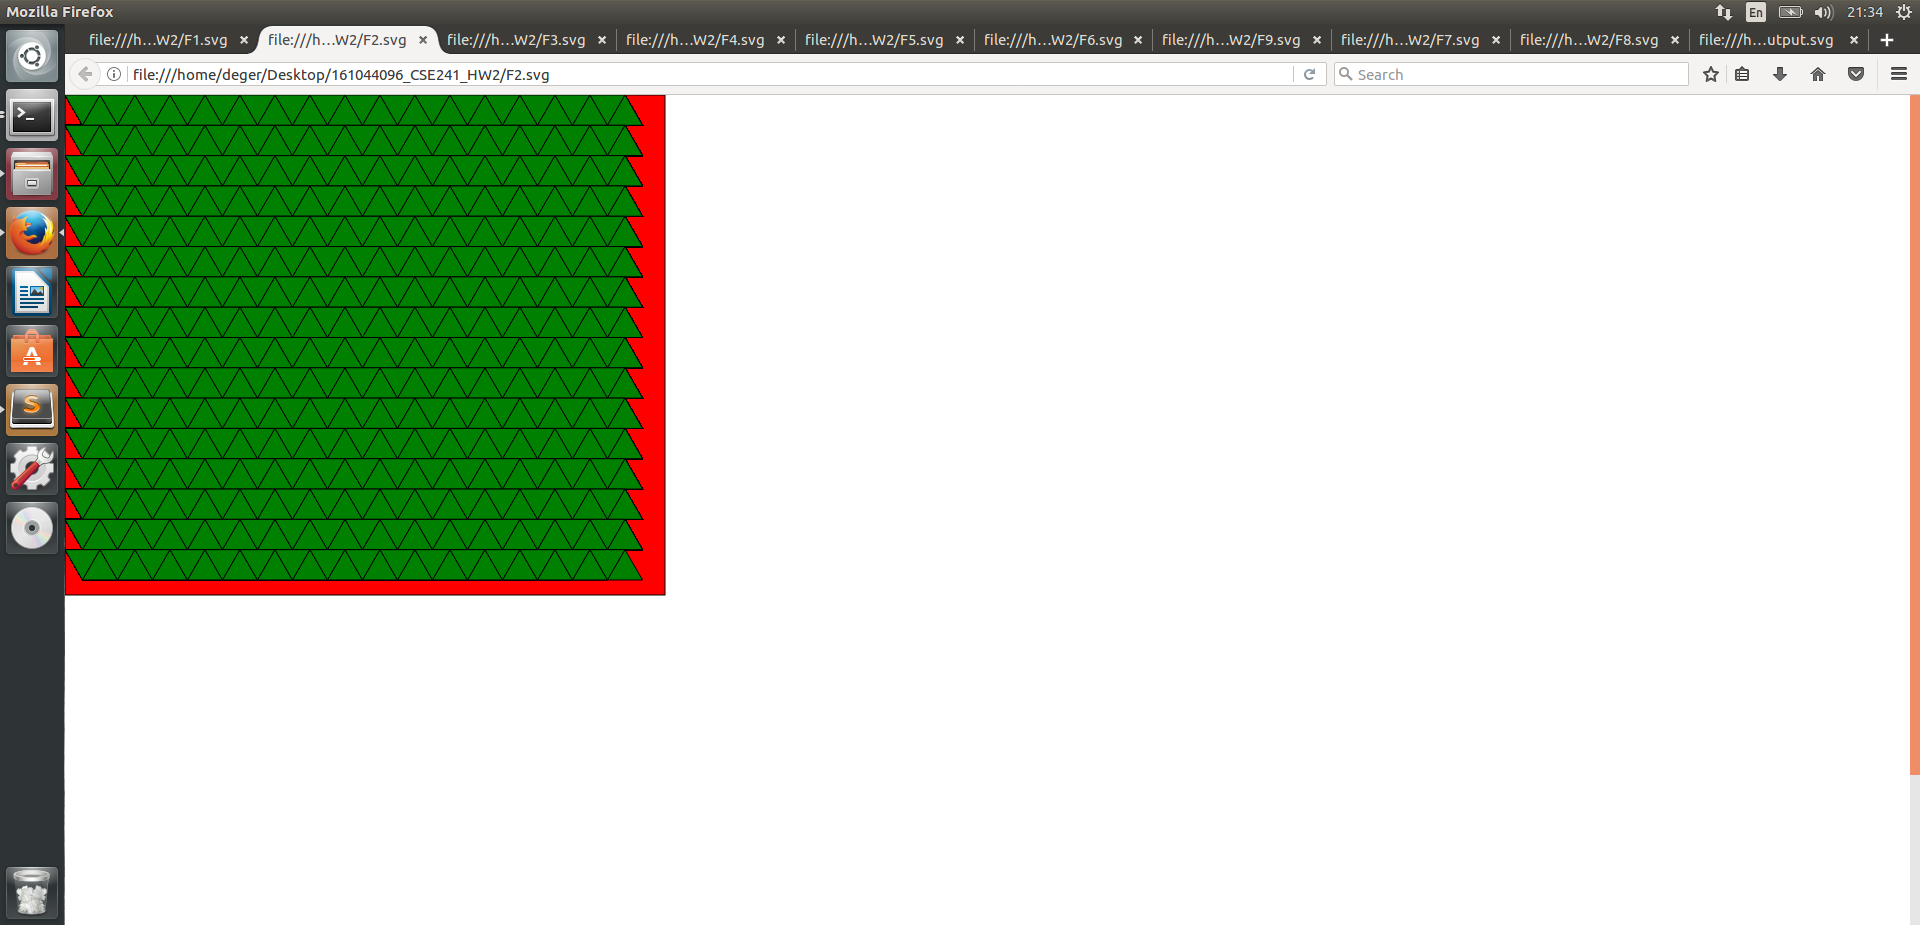 Mozilla Firefox
En
21:34
file:///h...W2/F1.svg
file:///h...W2/F2.svg
file:///h...W2/F3.svg
file:///h...W2/F4.svg
file:///h...W2/F5.svg
file:///h...W2/F6.svg
file:///h...W2/F9.svg
file:///h...W2/F7.svg
file:///h...W2/F8.svg
file:///h...utput.svg
file:///home/deger/Desktop/161044096_CSE241_HW2/F2.svg
Search